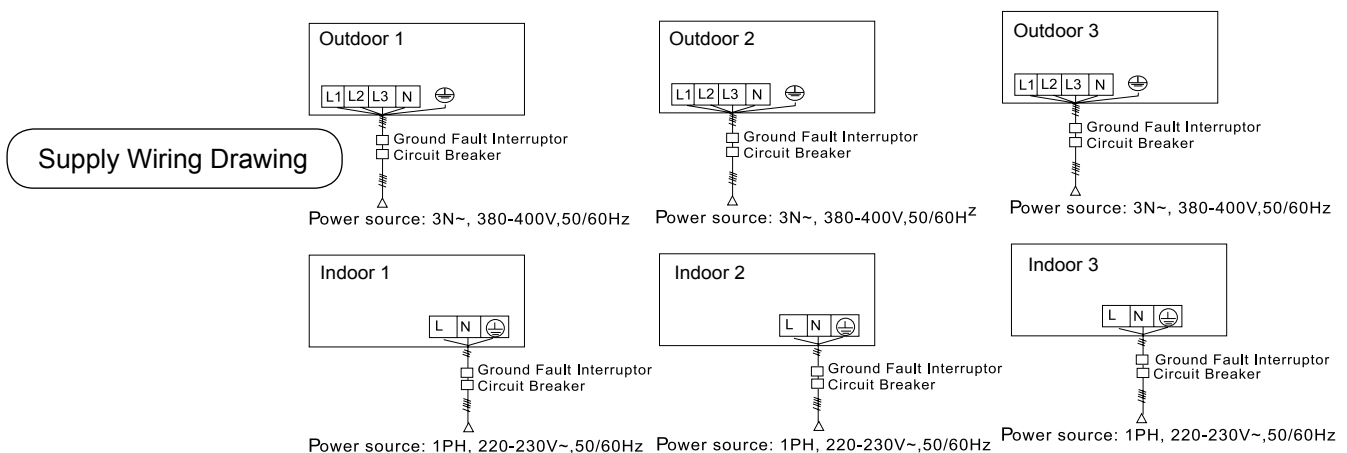 Supply Wiring Drawing
Outdoor 1
L1 L2 L3 N
Ground Fault Interruptor
Circuit Breaker
Power source: 3N~, 380-400V,50/60Hz
Outdoor 2
L1 L2 L3 N
Ground Fault Interruptor
Circuit Breaker
Power source: 3N~, 380-400V,50/60Hz
Outdoor 3
L1 L2 L3 N
Ground Fault Interruptor
Circuit Breaker
Power source: 3N~, 380-400V,50/60Hz
Indoor 1
L N
Ground Fault Interruptor
Circuit Breaker
Power source: 1PH, 220-230V~,50/60Hz
Indoor 2
L N
Ground Fault Interruptor
Circuit Breaker
Power source: 1PH, 220-230V~,50/60Hz
Indoor 3
L N
Ground Fault Interruptor
Circuit Breaker
Power source: 1PH, 220-230V~,50/60Hz